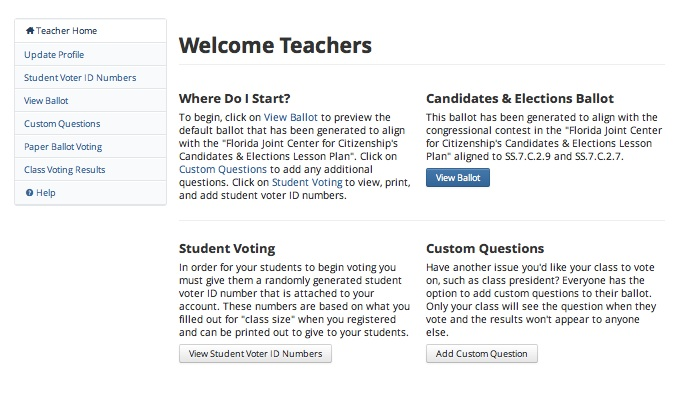 Teacher Home
Update Profile
Student Voter ID Numbers
View Ballot
Custom Questions
Paper Ballot Voting
Class Voting Results
Help
Welcome Teachers
Where Do I Start?
To begin, click on View Ballot to preview the
default ballot that has been generated to align
with the "Florida Joint Center for Citizenship's
Candidates & Elections Lesson Plan". Click on
Custom Questions to add any additional
questions. Click on Student Voting to view, print,
and add student voter ID numbers.
Candidates & Elections Ballot
This ballot has been generated to align with the
congressional contest in the "Florida Joint Center
for Citizenship's Candidates & Elections Lesson
Plan" aligned to SS.7.C.2.9 and SS.7.C.2.7.
View Ballot
Student Voting
In order for your students to begin voting you
must give them a randomly generated student
voter ID number that is attached to your
account. These numbers are based on what you
filled out for "class size" when you registered
and can be printed out to give to your students.
View Student Voter ID Numbers
Custom Questions
Have another issue you'd like your class to vote
on, such as class president? Everyone has the
option to add custom questions to their ballot.
Only your class will see the question when they
vote and the results won't appear to anyone
else.
Add Custom Question